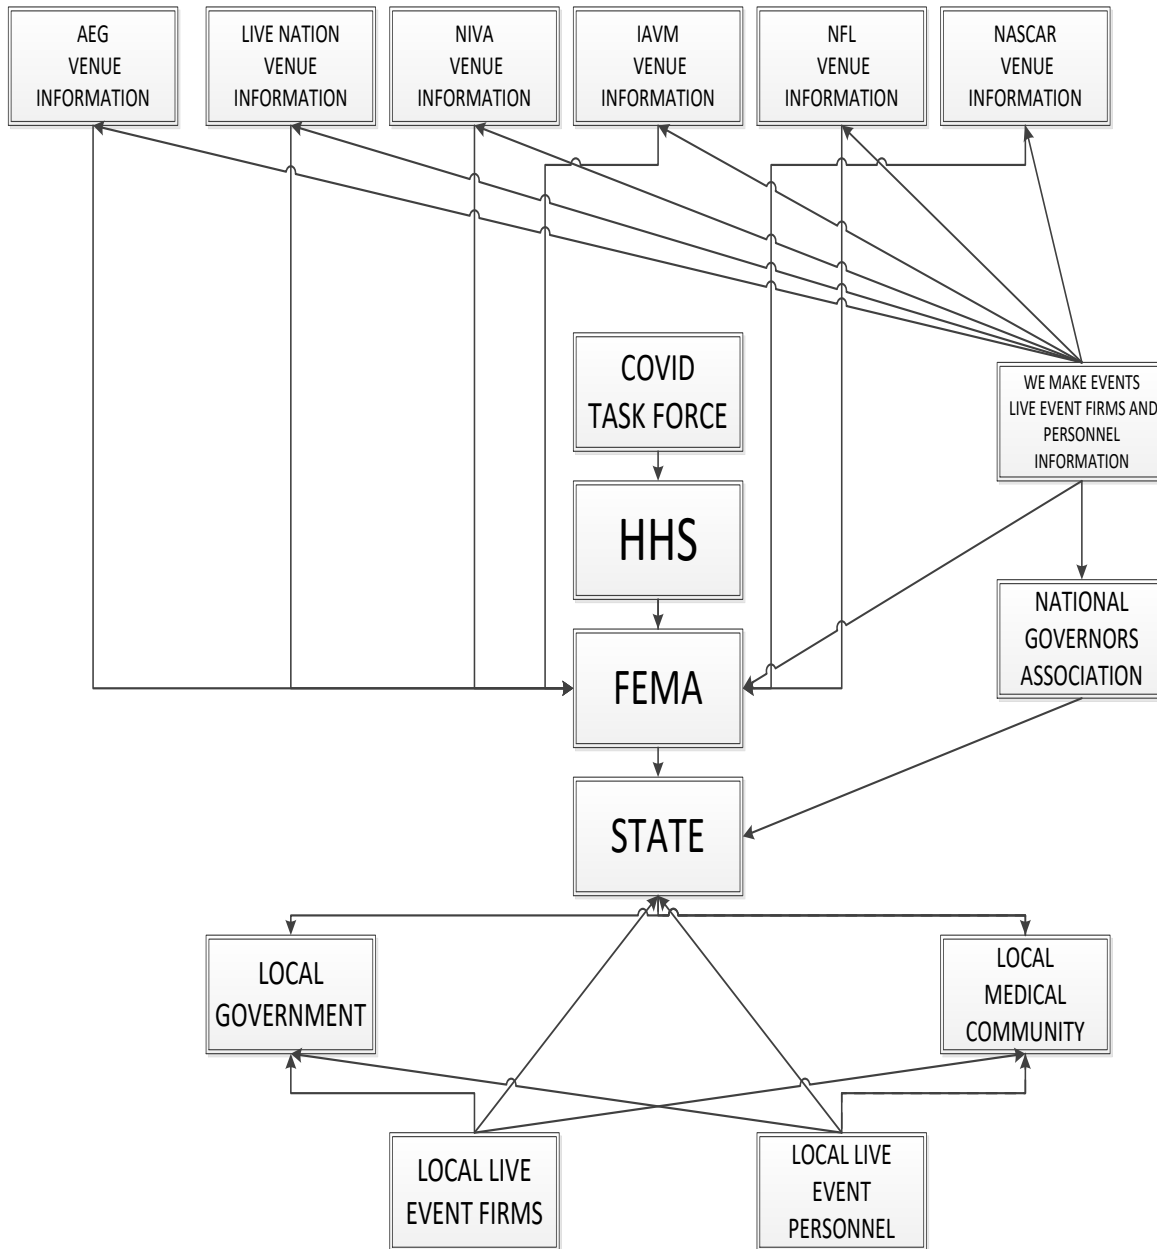 AEG
VENUE
INFORMATION
LIVE NATION
VENUE
INFORMATION
NIVA
VENUE
INFORMATION
IAVM
VENUE
INFORMATION
NFL
VENUE
INFORMATION
NASCAR
VENUE
INFORMATION
COVID
TASK FORCE
WE MAKE EVENTS
LIVE EVENT FIRMS AND
PERSONNEL
INFORMATION
HHS
NATIONAL
GOVERNORS
ASSOCIATION
FEMA
STATE
LOCAL
GOVERNMENT
LOCAL
MEDICAL
COMMUNITY
LOCAL LIVE
EVENT FIRMS
LOCAL LIVE
EVENT
PERSONNEL